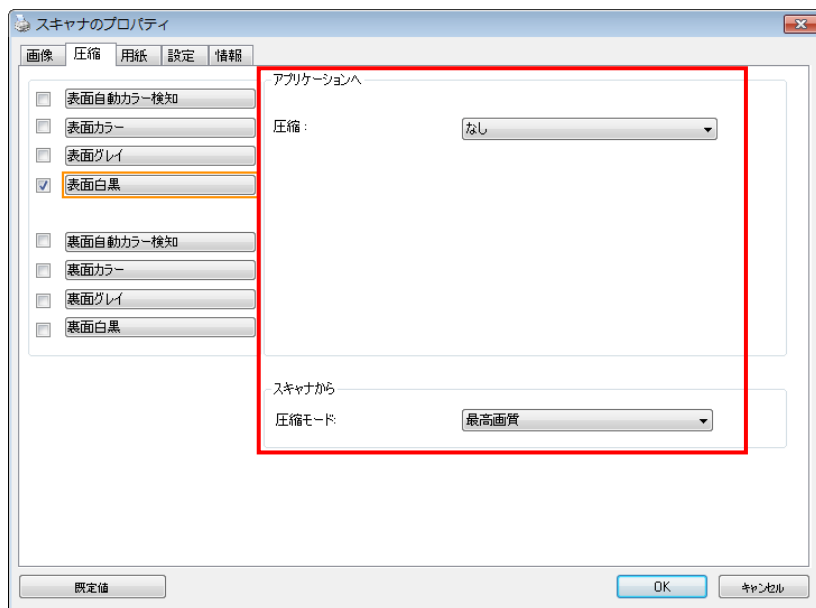 スキャナのプロパティ
画像 圧縮 用紙 設定 情報
表面自動カラー検知
表面カラー
表面グレイ
表面白黒
裏面自動カラー検知
裏面カラー
裏面グレイ
裏面白黒
アプリケーションへ
圧縮： なし
スキャナから
圧縮モード: 最高画質
既定値 OK キャンセル